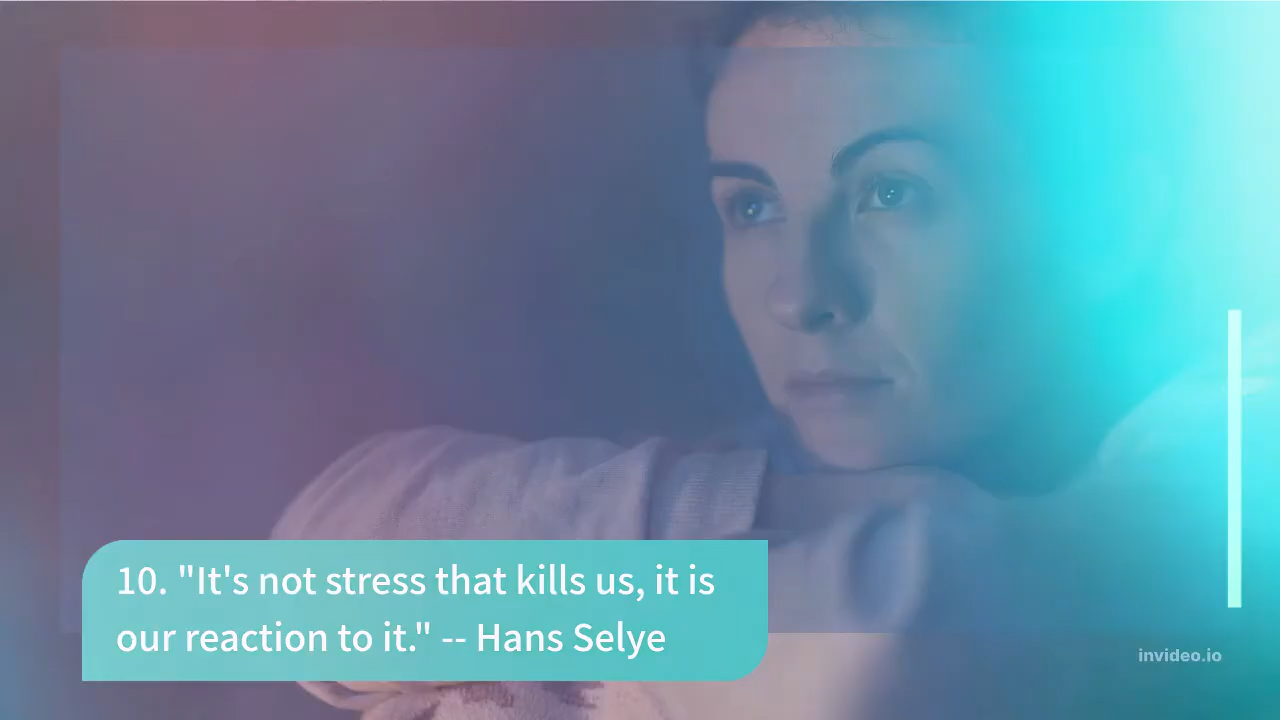 10. "It's not stress that kills us, it is
our reaction to it." -- Hans Selye
invideo.io